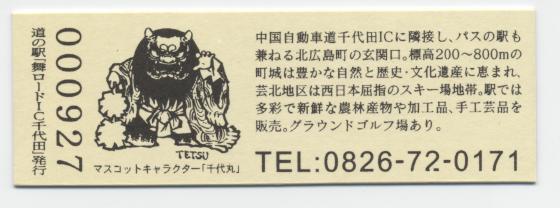 道の駅「舞ロードIC千代田」発行
000927
TETSU
マスコットキャラクター「千代丸」
中国自動車道千代田ICに隣接し、バスの駅も
兼ねる北広島町の玄関口。標高200~800mの
町域は豊かな自然と歴史・文化遺産に恵まれ、
芸北地区は西日本屈指のスキー場地帯。駅では
多彩で新鮮な農林産物や加工品、手工芸品を
販売。グラウンドゴルフ場あり。
TEL:0826-72-0171